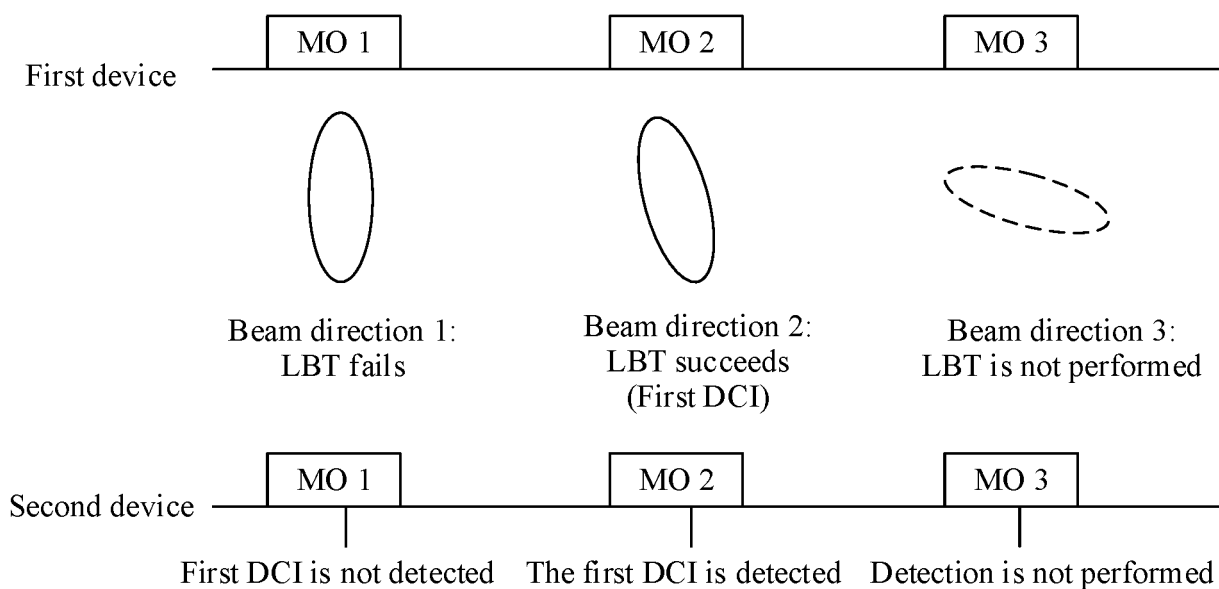 MO 1
MO 2
MO 3
First device
Beam direction 1:
LBT fails
Beam direction 2:
LBT succeeds
(First DCI)
Beam direction 3:
LBT is not performed
MO 1
MO 2
MO 3
Second device
First DCI is not detected
The first DCI is detected
Detection is not performed